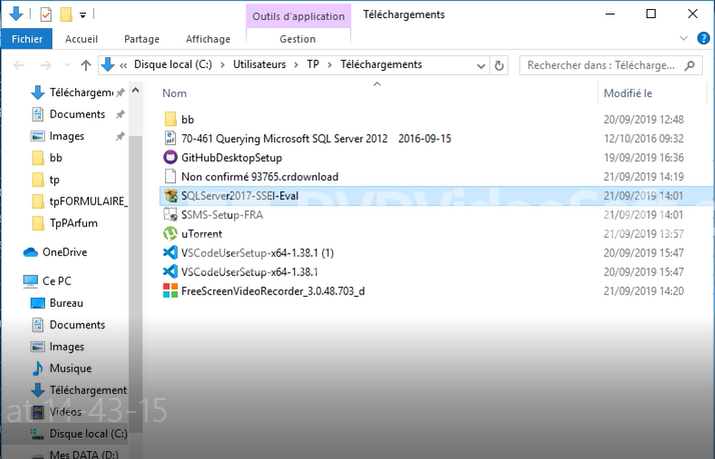 Outils d'application Téléchargements
Fichier Accueil Partage Affichage Gestion
« Disque local (C:) > Utilisateurs > TP > Téléchargements Rechercher dans : Télécharge...
Nom Modifié le
Téléchargem
Documents
Images
bb
tp
tpFORMULAIRE_
TpPArfum
OneDrive
Ce PC
Bureau
Documents
Images
Musique
Téléchargement
Vidéos
Disque local (C:)
Mes DATA (D:)
bb 20/09/2019 12:48
70-461 Querying Microsoft SQL Server 2012 2016-09-15 12/10/2016 09:32
GitHubDesktopSetup 19/09/2019 16:36
Non confirmé 93765.crdownload 21/09/2019 14:19
SQLServer2017-SSEI-Eval 21/09/2019 14:01
SSMS-Setup-FRA 21/09/2019 14:01
uTorrent 21/09/2019 13:57
VSCodeUserSetup-x64-1.38.1 (1) 20/09/2019 15:47
VSCodeUserSetup-x64-1.38.1 20/09/2019 15:47
FreeScreenVideoRecorder_3.0.48.703_d 21/09/2019 14:20
at 14-43-15